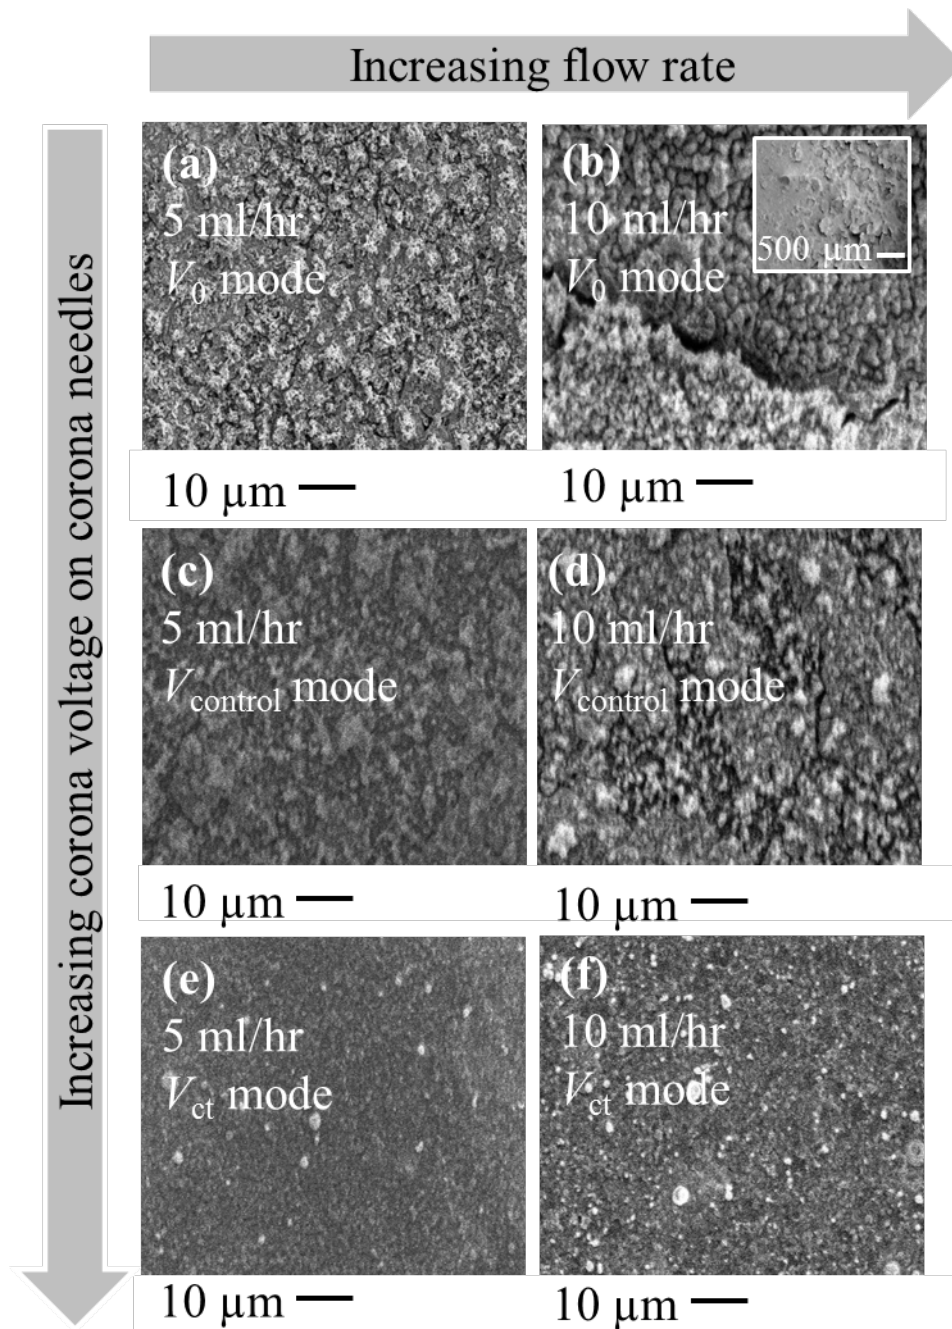 Increasing flow rate
Increasing corona voltage on corona needles
(a)
5 ml/hr
V0 mode
(b)
10 ml/hr
V0 mode
500 µm
10 µm
10 µm
(c)
5 ml/hr
Vcontrol mode
(d)
10 ml/hr
Vcontrol mode
10 µm
10 µm
(e)
5 ml/hr
Vct mode
(f)
10 ml/hr
Vct mode
10 µm
10 µm